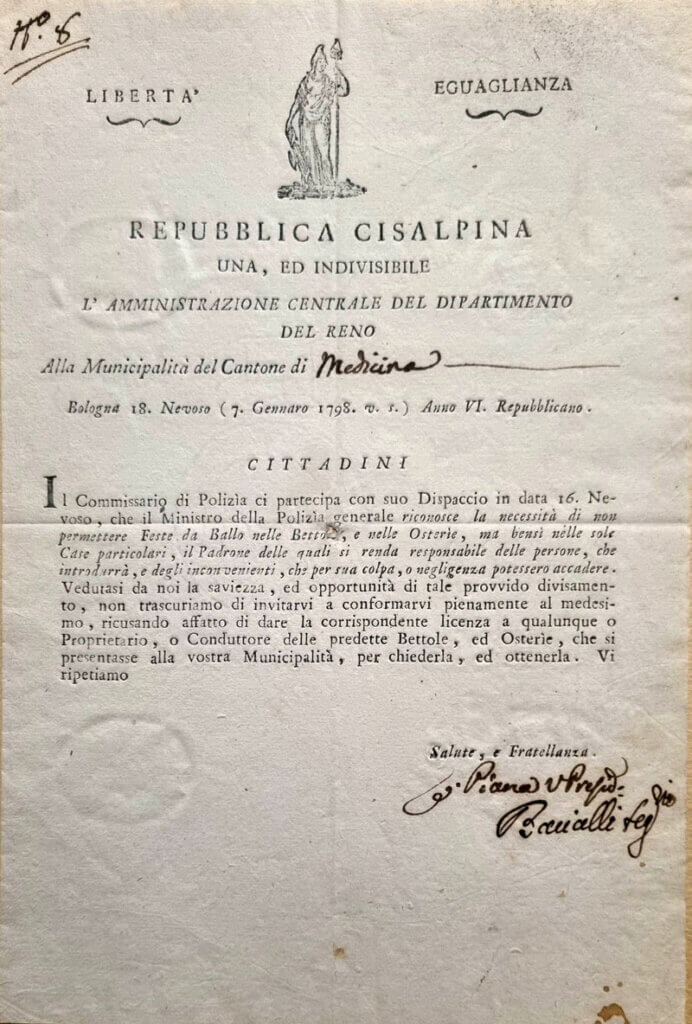 Nº. 8
LIBERTA'
EGUAGLIANZA
REPUBBLICA CISALPINA
UNA, ED INDIVISIBILE
L' AMMINISTRAZIONE CENTRALE DEL DIPARTIMENTO
DEL RENO
Alla Municipalità del Cantone di Medicina
Bologna 18. Nevoso ( 7. Gennaro 1798. v. s. ) Anno VI. Repubblicano.
CITTADINI
Il Commissario di Polizìa ci partecipa con suo Dispaccio in data 16. Ne-
voso, che il Ministro della Polizìa generale riconosce la necessità di non
permettere Feste da Ballo nelle Bettole, e nelle Osterìe, ma bensì nelle sole
Case particolari, il Padrone delle quali si renda responsabile delle persone, che
introdurrà, e degli inconvenienti, che per sua colpa, o negligenza potessero accadere.
Vedutasi da noi la saviezza, ed opportunità di tale provvido divisamen-
to, non trascuriamo di invitarvi a conformarvi pienamente al medesi-
mo, ricusando affatto di dare la corrispondente licenza a qualunque o
Proprietario, o Conduttore delle predette Bettole, ed Osterìe, che si
presentasse alla vostra Municipalità, per chiederla, ed ottenerla. Vi
ripetiamo
Salute, e Fratellanza.
Piana V Presid.